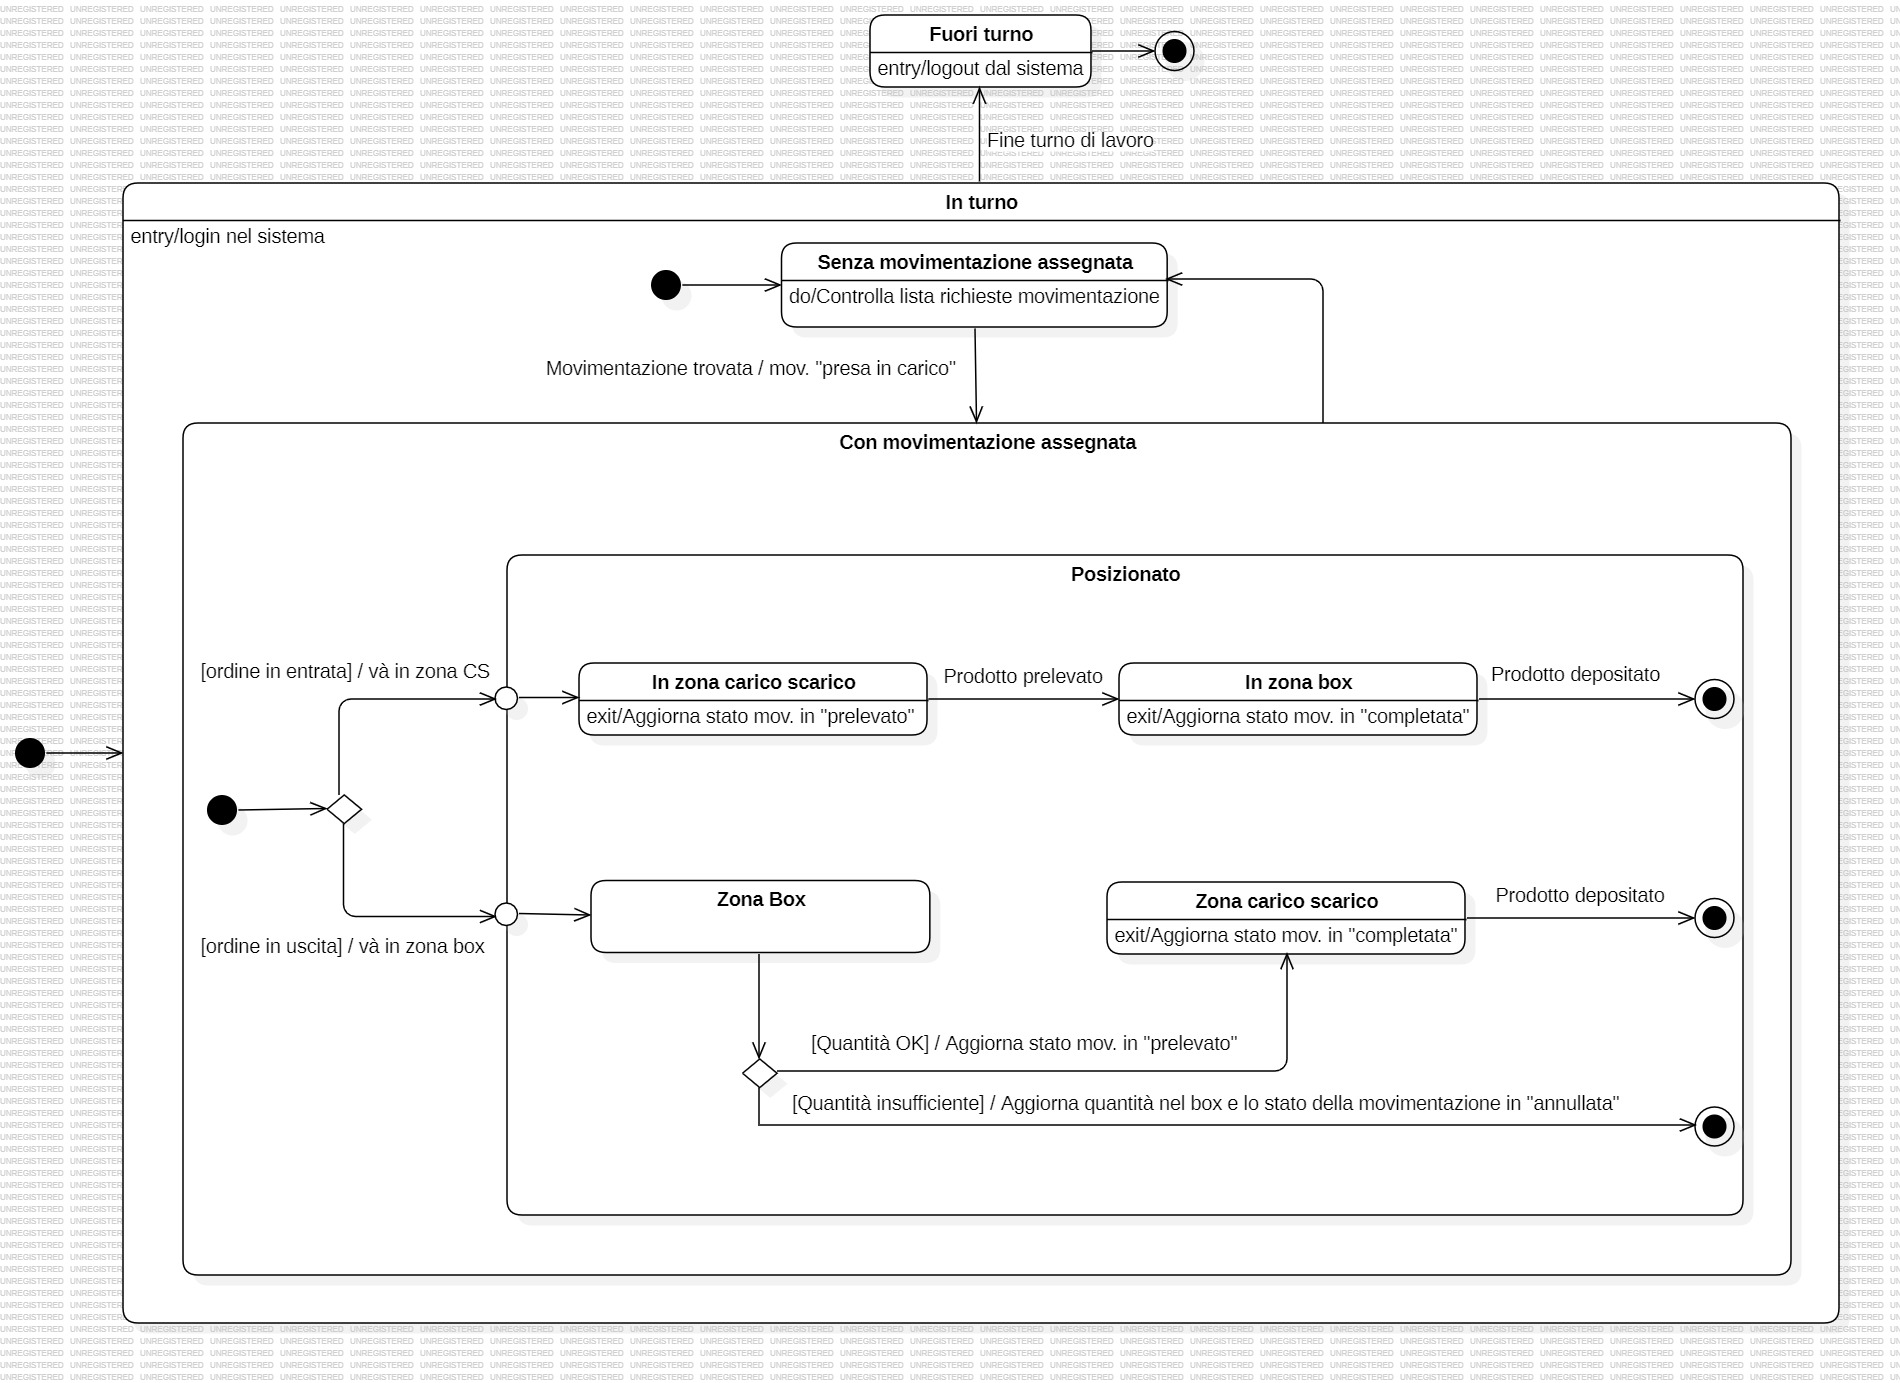 Fuori turno
entry/logout dal sistema
Fine turno di lavoro
In turno
entry/login nel sistema
Senza movimentazione assegnata
do/Controlla lista richieste movimentazione
Movimentazione trovata / mov. "presa in carico"
Con movimentazione assegnata
Posizionato
[ordine in entrata] / và in zona CS
In zona carico scarico
exit/Aggiorna stato mov. in "prelevato"
Prodotto prelevato
In zona box
exit/Aggiorna stato mov. in "completata"
Prodotto depositato
[ordine in uscita] / và in zona box
Zona Box
Zona carico scarico
exit/Aggiorna stato mov. in "completata"
Prodotto depositato
[Quantità OK] / Aggiorna stato mov. in "prelevato"
[Quantità insufficiente] / Aggiorna quantità nel box e lo stato della movimentazione in "annullata"
UNREGISTERED